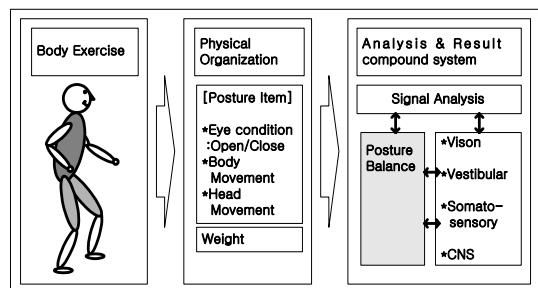 Body Exercise
Physical
Organization
[Posture Item]
*Eye condition
:Open/Close
*Body
Movement
*Head
Movement
Weight
Analysis & Result
compound system
Signal Analysis
Posture
Balance
*Vison
*Vestibular
*Somato-
sensory
*CNS